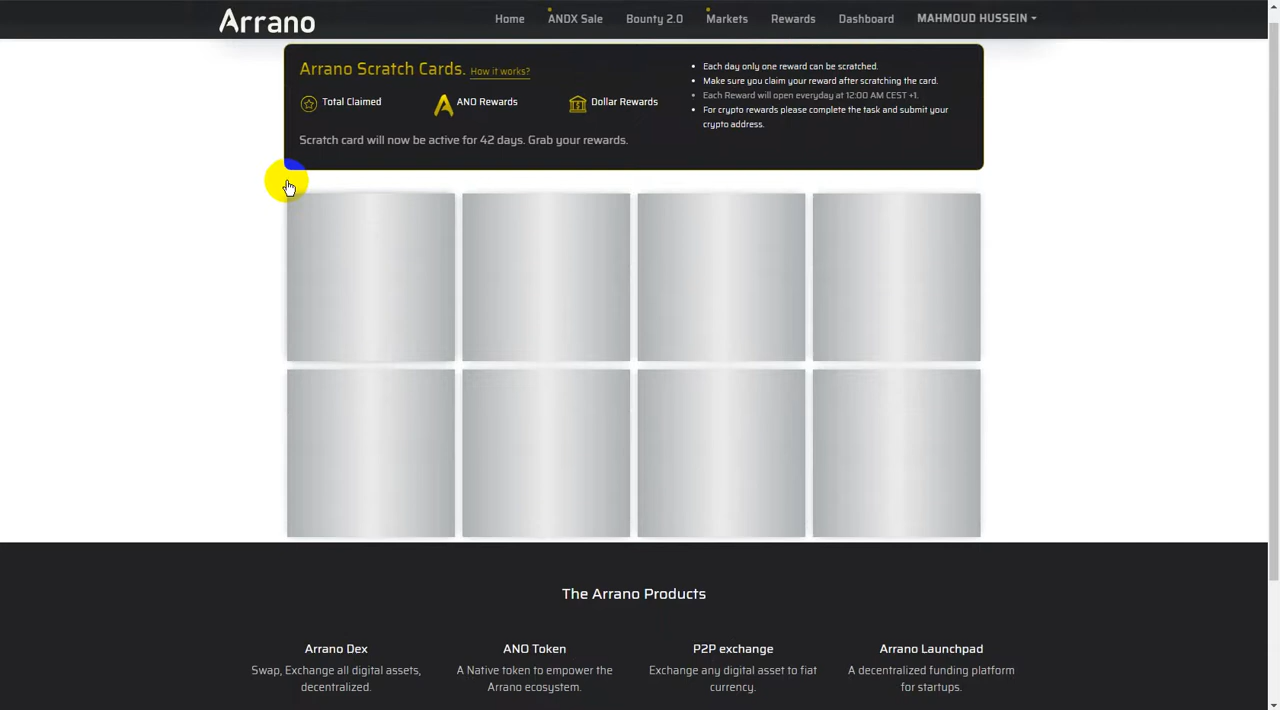 Arrano
Home
ANDX Sale
Bounty 2.0
Markets
Rewards
Dashboard
MAHMOUD HUSSEIN
Arrano Scratch Cards. How it works?
Total Claimed
ANO Rewards
Dollar Rewards
Scratch card will now be active for 42 days. Grab your rewards.
Each day only one reward can be scratched.
Make sure you claim your reward after scratching the card.
Each Reward will open everyday at 12:00 AM CEST +1.
For crypto rewards please complete the task and submit your
crypto address.
The Arrano Products
Arrano Dex
Swap, Exchange all digital assets,
decentralized.
ANO Token
A Native token to empower the
Arrano ecosystem.
P2P exchange
Exchange any digital asset to fiat
currency.
Arrano Launchpad
A decentralized funding platform
for startups.